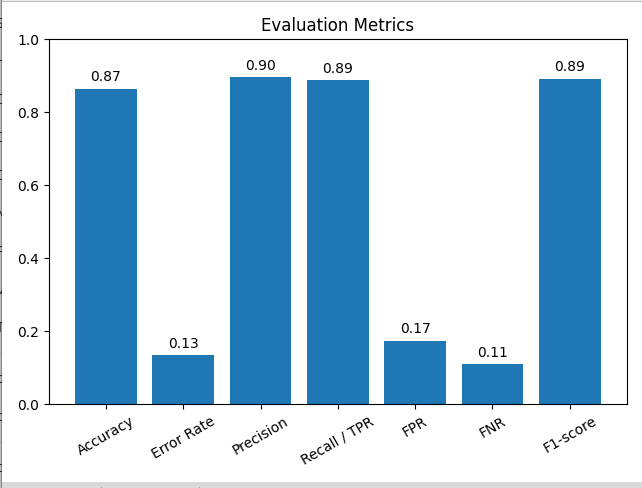 Evaluation Metrics
1.0
0.8
0.6
0.4
0.2
0.0
0.87
0.13
0.90
0.89
0.17
0.11
0.89
Accuracy
Error Rate
Precision
Recall / TPR
FPR
FNR
F1-score